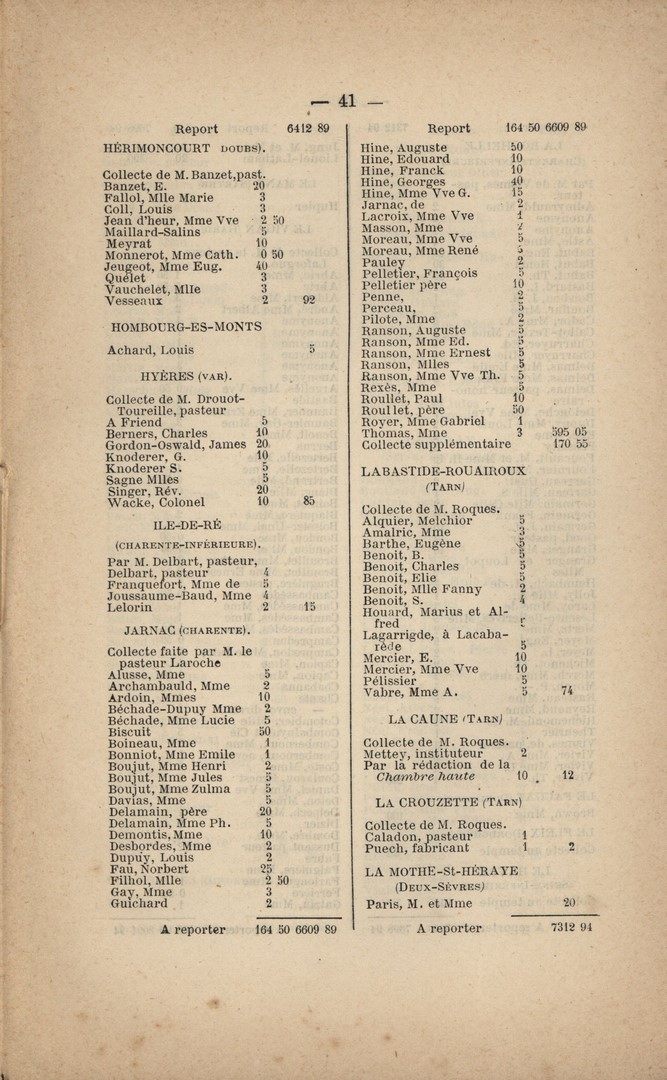 — 41 —
Report 6412 89
HÉRIMONCOURT DOUBS).
Collecte de M. Banzet,past.
Banzet, E. 20
Fallol, Mlle Marie 3
Coll, Louis 3
Jean d'heur, Mme Vve 2 50
Maillard-Salins 5
Meyrat 10
Monnerot, Mme Cath. 0 50
Jeugeot, Mme Eug. 40
Quélet 3
Vauchelet, Mlle 3
Vesseaux 2 92
HOMBOURG-ES-MONTS
Achard, Louis 5
HYÈRES (VAR).
Collecte de M. Drouot-
Toureille, pasteur
A Friend 5
Berners, Charles 10
Gordon-Oswald, James 20
Knoderer, G. 10
Knoderer S. 5
Sagne Mlles 5
Singer, Rév. 20
Wacke, Colonel 10 85
ILE-DE-RÉ
(CHARENTE-INFÉRIEURE).
Par M. Delbart, pasteur,
Delbart, pasteur 4
Franquefort, Mme de 5
Joussaume-Baud, Mme 4
Lelorin 2 15
JARNAC (CHARENTE).
Collecte faite par M. le
pasteur Laroche
Alusse, Mme 5
Archambauld, Mme 2
Ardoin, Mmes 10
Béchade-Dupuy Mme 2
Béchade, Mme Lucie 5
Biscuit 50
Boineau, Mme 1
Bonniot, Mme Emile 1
Boujut, Mme Henri 2
Boujut, Mme Jules 5
Boujut, Mme Zulma 5
Davias, Mme 5
Delamain, père 20
Delamain, Mme Ph. 5
Demontis, Mme 10
Desbordes, Mme 2
Dupuy, Louis 2
Fau, Norbert 25
Filhol, Mlle 2 50
Gay, Mme 3
Guichard 2
A reporter 164 50 6609 89
Report 164 50 6609 89
Hine, Auguste 50
Hine, Edouard 10
Hine, Franck 10
Hine, Georges 40
Hine, Mme Vve G. 15
Jarnac, de 2
Lacroix, Mme Vve 1
Masson, Mme 2
Moreau, Mme Vve 5
Moreau, Mme René
Pauley 2
Pelletier, François 5
Pelletier père 10
Penne, 2
Perceau, 5
Pilote, Mme 2
Ranson, Auguste 5
Ranson, Mme Ed. 5
Ranson, Mme Ernest 5
Ranson, Mlles 5
Ranson, Mme Vve Th. 5
Rexès, Mme 5
Roullet, Paul 10
Roullet, père 50
Royer, Mme Gabriel 1
Thomas, Mme 3 595 05
Collecte supplémentaire 170 55
LABASTIDE-ROUAIROUX
(TARN)
Collecte de M. Roques.
Alquier, Melchior 5
Amalric, Mme 3
Barthe, Eugène 5
Benoit, B. 5
Benoit, Charles 5
Benoit, Elie 5
Benoit, Mlle Fanny 2
Benoit, S. 4
Houard, Marius et Al-
fred
Lagarrigde, à Lacaba-
rède 5
Mercier, E. 10
Mercier, Mme Vve 10
Pélissier 5
Vabre, Mme A. 5 74
LA CAUNE (TARN)
Collecte de M. Roques.
Mettey, instituteur 2
Par la rédaction de la
Chambre haute 10 12
LA CROUZETTE (TARN)
Collecte de M. Roques.
Caladon, pasteur 1
Puech, fabricant 1 2
LA MOTHE-St-HÉRAYE
(DEUX-SÈVRES)
Paris, M. et Mme 20
A reporter 7312 94